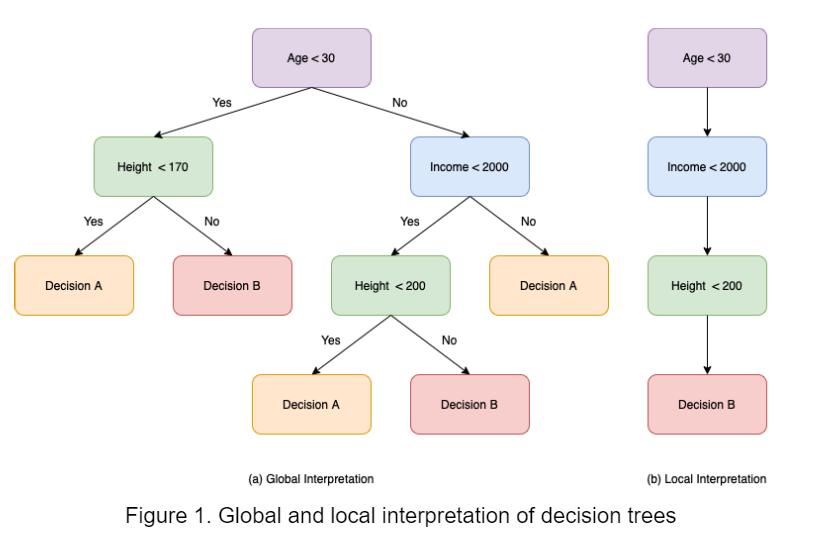 Age < 30
Age < 30
Yes
No
Height < 170
Income < 2000
Income < 2000
Yes
No
Yes
No
Decision A
Decision B
Height < 200
Decision A
Height < 200
Yes
No
Decision A
Decision B
Decision B
(a) Global Interpretation
(b) Local Interpretation
Figure 1. Global and local interpretation of decision trees